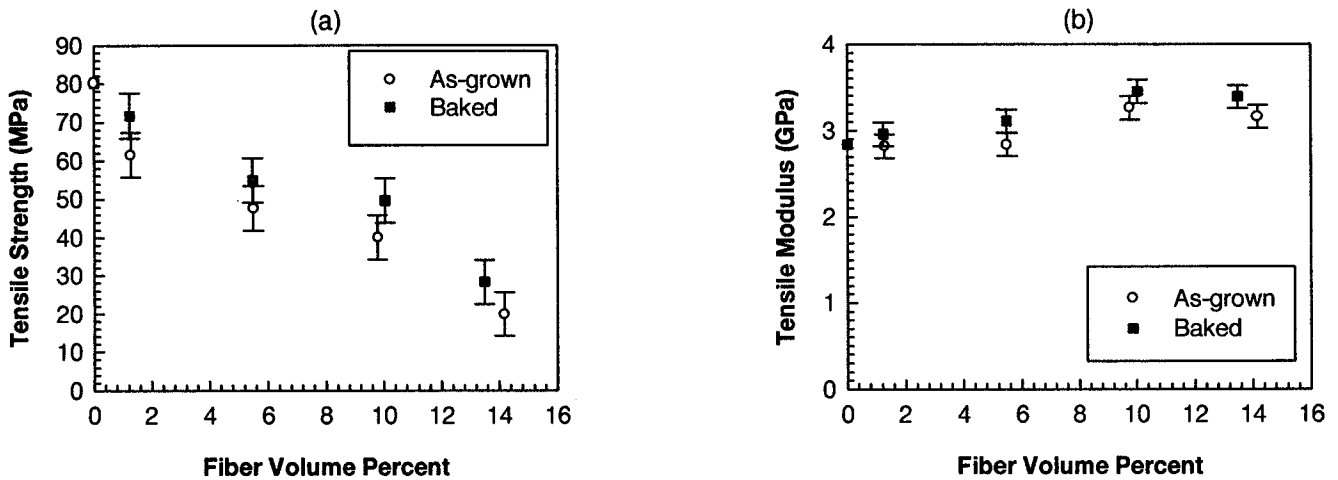 (a)
90
80
70
60
50
40
30
20
10
0
Tensile Strength (MPa)
As-grown
Baked
0 2 4 6 8 10 12 14 16
Fiber Volume Percent
(b)
4
3
2
1
0
Tensile Modulus (GPa)
As-grown
Baked
0 2 4 6 8 10 12 14 16
Fiber Volume Percent